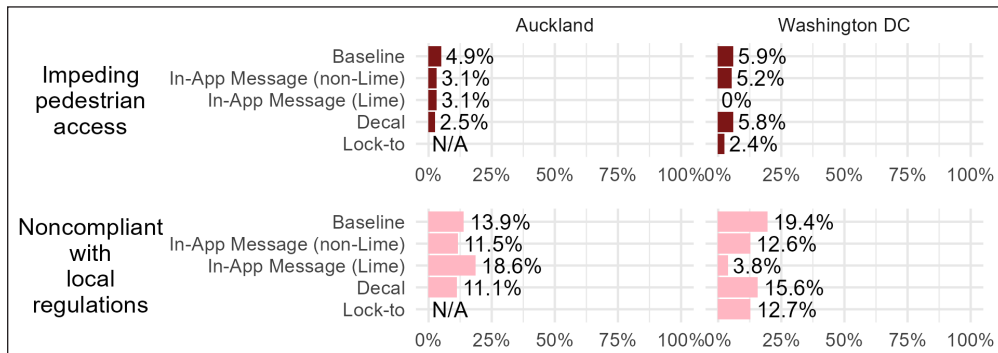 Auckland Washington DC
Impeding
pedestrian
access
Baseline 4.9% 5.9%
In-App Message (non-Lime) 3.1% 5.2%
In-App Message (Lime) 3.1% 0%
Decal 2.5% 5.8%
Lock-to N/A 2.4%
0% 25% 50% 75% 100% 0% 25% 50% 75% 100%
Noncompliant
with
local
regulations
Baseline 13.9% 19.4%
In-App Message (non-Lime) 11.5% 12.6%
In-App Message (Lime) 18.6% 3.8%
Decal 11.1% 15.6%
Lock-to N/A 12.7%
0% 25% 50% 75% 100% 0% 25% 50% 75% 100%